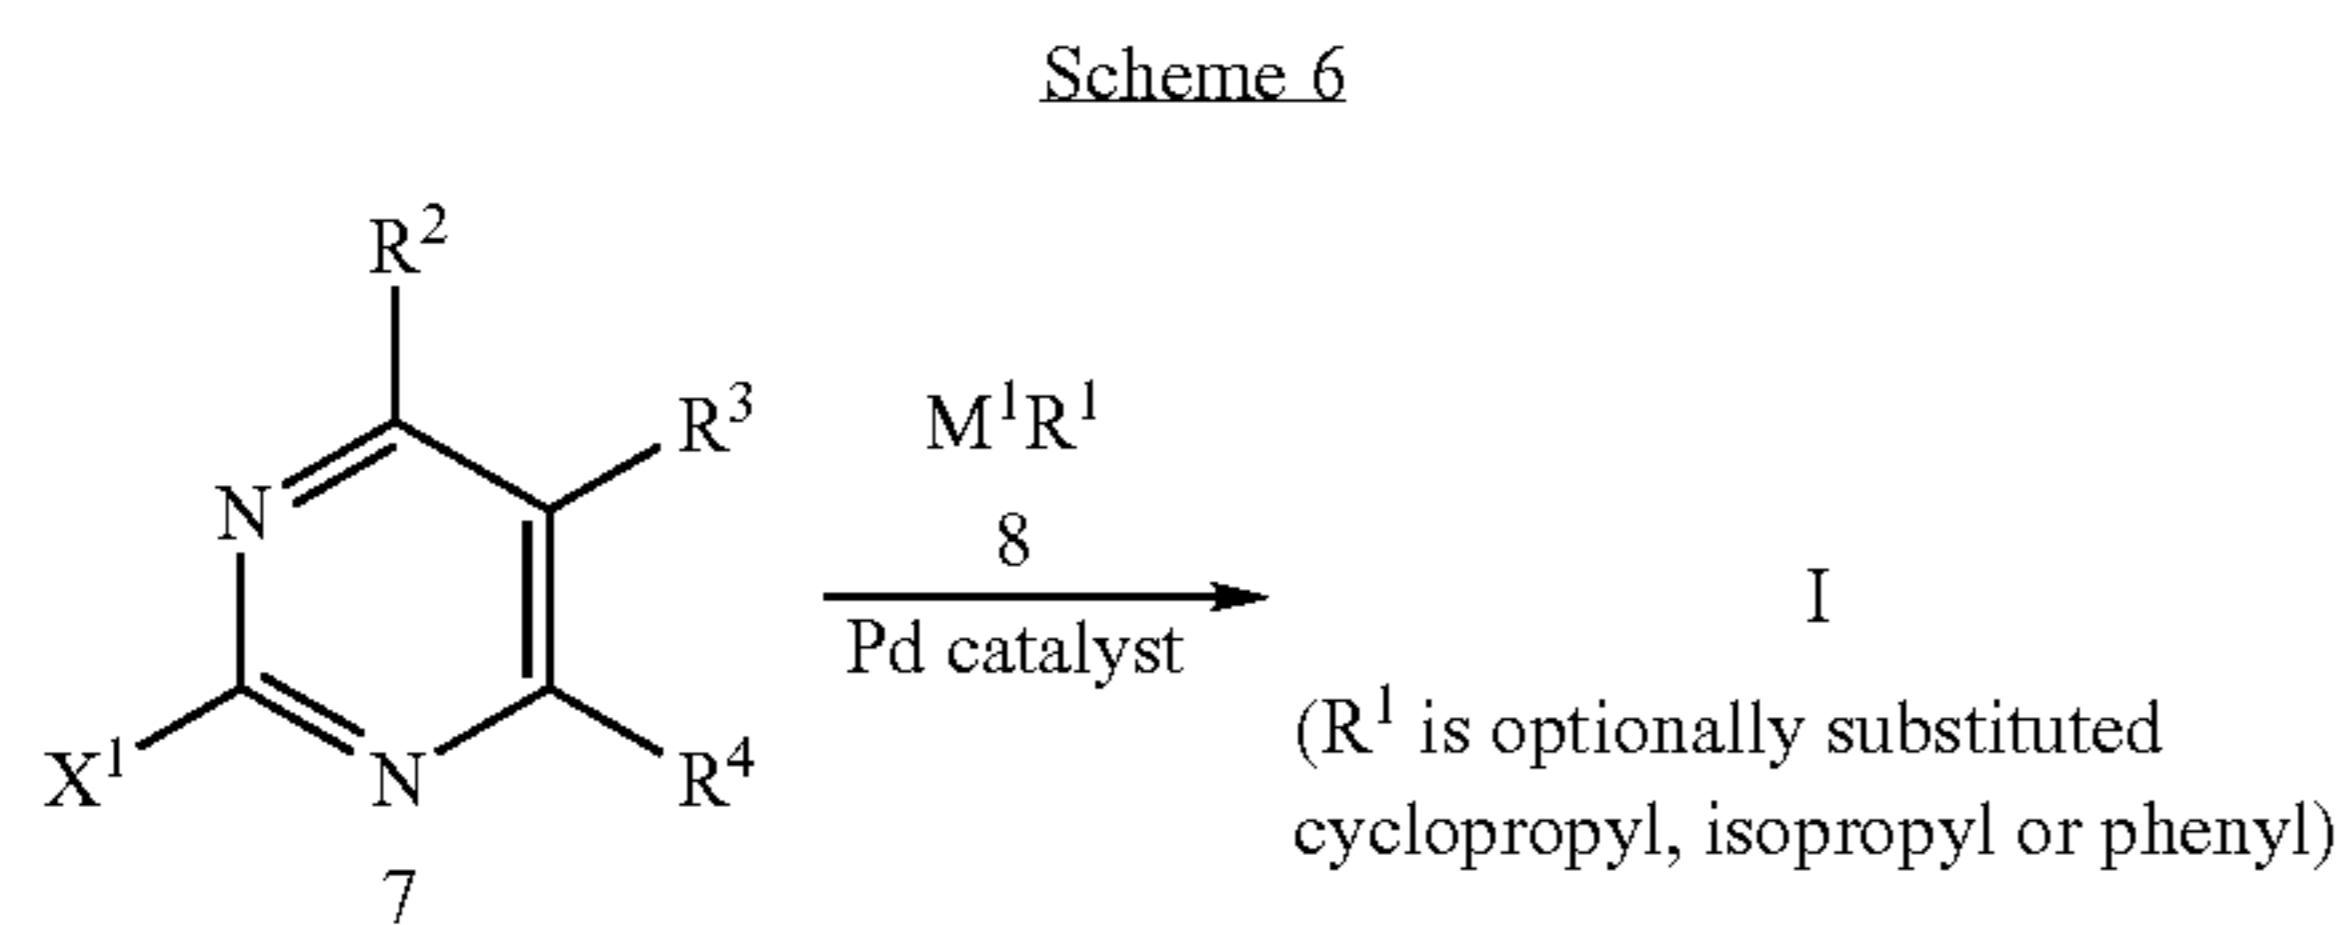 Scheme 6
R²
R³
N
X¹
N
R⁴
7
M¹R¹
8
Pd catalyst
I
(R¹ is optionally substituted
cyclopropyl, isopropyl or phenyl)